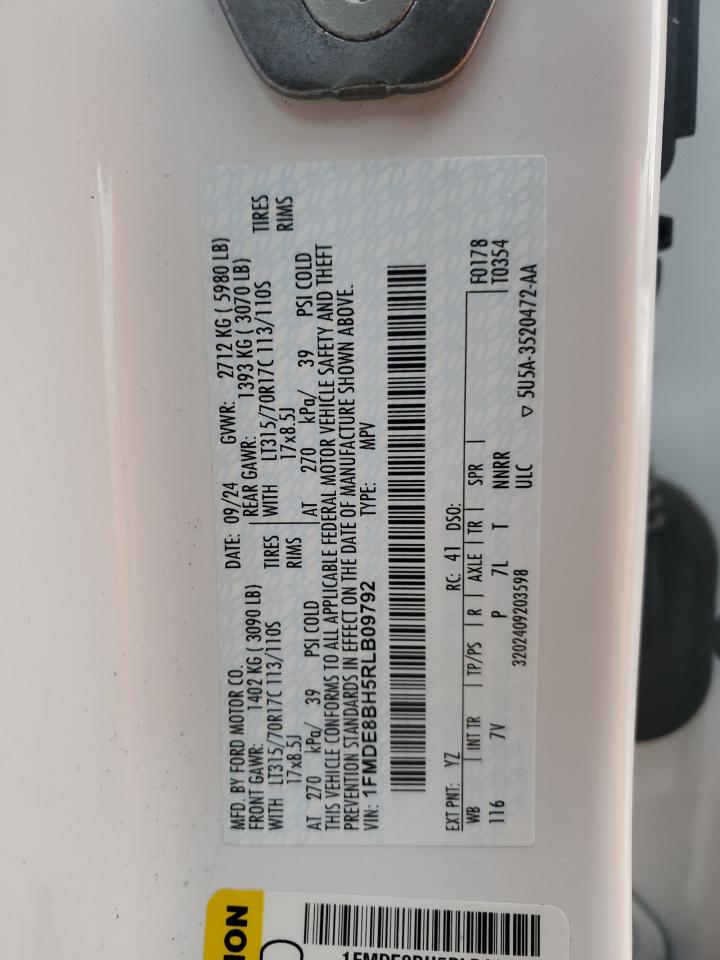 MFD. BY FORD MOTOR CO. DATE: 09/24 GVWR: 2712 KG ( 5980 LB)
FRONT GAWR: 1402 KG ( 3090 LB) REAR GAWR: 1393 KG ( 3070 LB)
WITH LT315/70R17C 113/110S TIRES WITH LT315/70R17C 113/110S TIRES
17x8.5J RIMS 17x8.5J RIMS
AT 270 kPa/ 39 PSI COLD AT 270 kPa/ 39 PSI COLD
THIS VEHICLE CONFORMS TO ALL APPLICABLE FEDERAL MOTOR VEHICLE SAFETY AND THEFT
PREVENTION STANDARDS IN EFFECT ON THE DATE OF MANUFACTURE SHOWN ABOVE.
VIN: 1FMDE8BH5RLB09792 TYPE: MPV
EXT PNT: YZ RC: 41 DSO: F0178
WB INT TR TP/PS R AXLE TR SPR T0354
116 7V P 7L T NNRR
ULC
3202409203598 ▽ 5U5A-3520472-AA